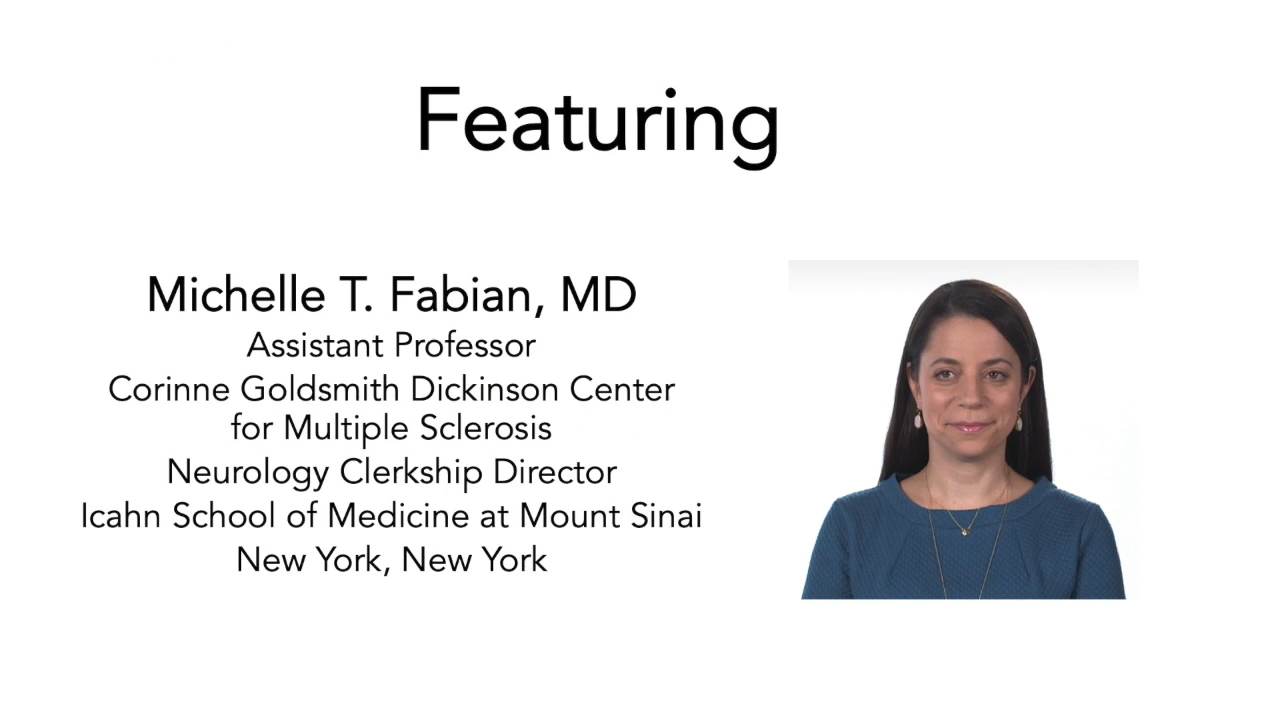 Featuring
Michelle T. Fabian, MD
Assistant Professor
Corinne Goldsmith Dickinson Center
for Multiple Sclerosis
Neurology Clerkship Director
Icahn School of Medicine at Mount Sinai
New York, New York